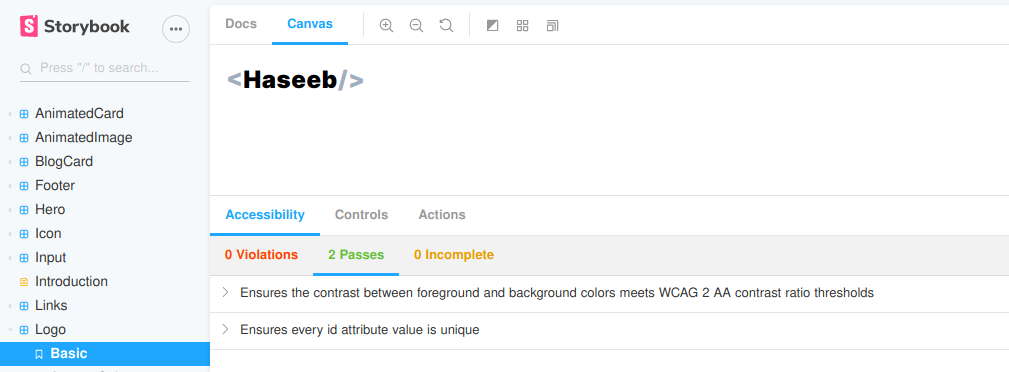 Storybook
Press "/" to search...
AnimatedCard
AnimatedImage
BlogCard
Footer
Hero
Icon
Input
Introduction
Links
Logo
Basic
Docs Canvas
<Haseeb/>
Accessibility Controls Actions
0 Violations 2 Passes 0 Incomplete
Ensures the contrast between foreground and background colors meets WCAG 2 AA contrast ratio thresholds
Ensures every id attribute value is unique